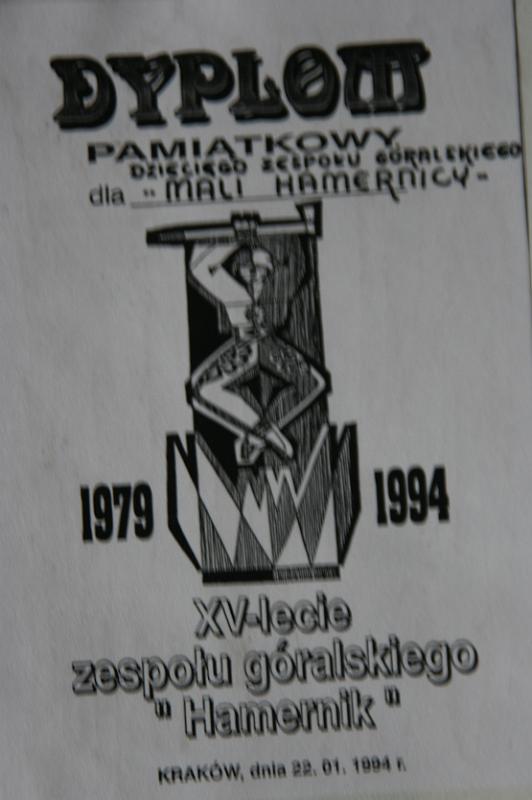 DYPLOM
PAMIĄTKOWY
DZIECIĘGO ZESPOŁU GÓRALSKIEGO
dla "MALI HAMERNICY"
1979 1994
XV-lecie
zespołu góralskiego
"Hamernik"
KRAKÓW, dnia 22. 01. 1994 r.